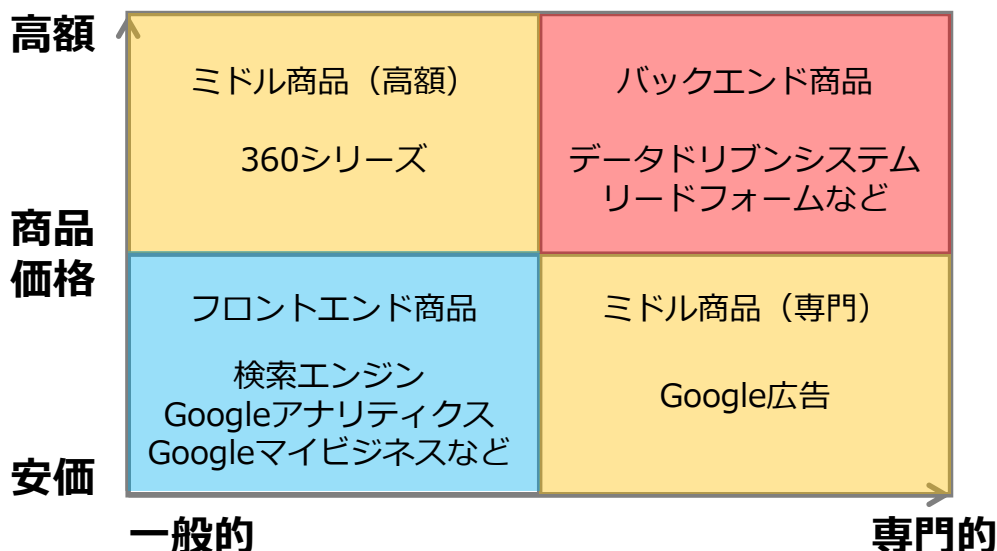 高額
ミドル商品（高額）
360シリーズ
バックエンド商品
データドリブンシステム
リードフォームなど
商品
価格
フロントエンド商品
検索エンジン
Googleアナリティクス
Googleマイビジネスなど
ミドル商品（専門）
Google広告
安価
一般的
専門的